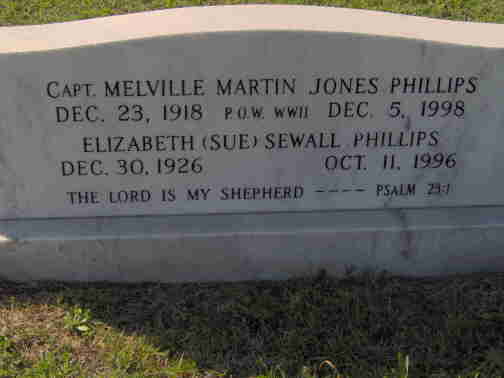 CAPT. MELVILLE MARTIN JONES PHILLIPS
DEC. 23, 1918 P.O.W. WWII DEC. 5, 1998
ELIZABETH (SUE) SEWALL PHILLIPS
DEC. 30, 1926 OCT. 11, 1996
THE LORD IS MY SHEPHERD ---- PSALM 23:1